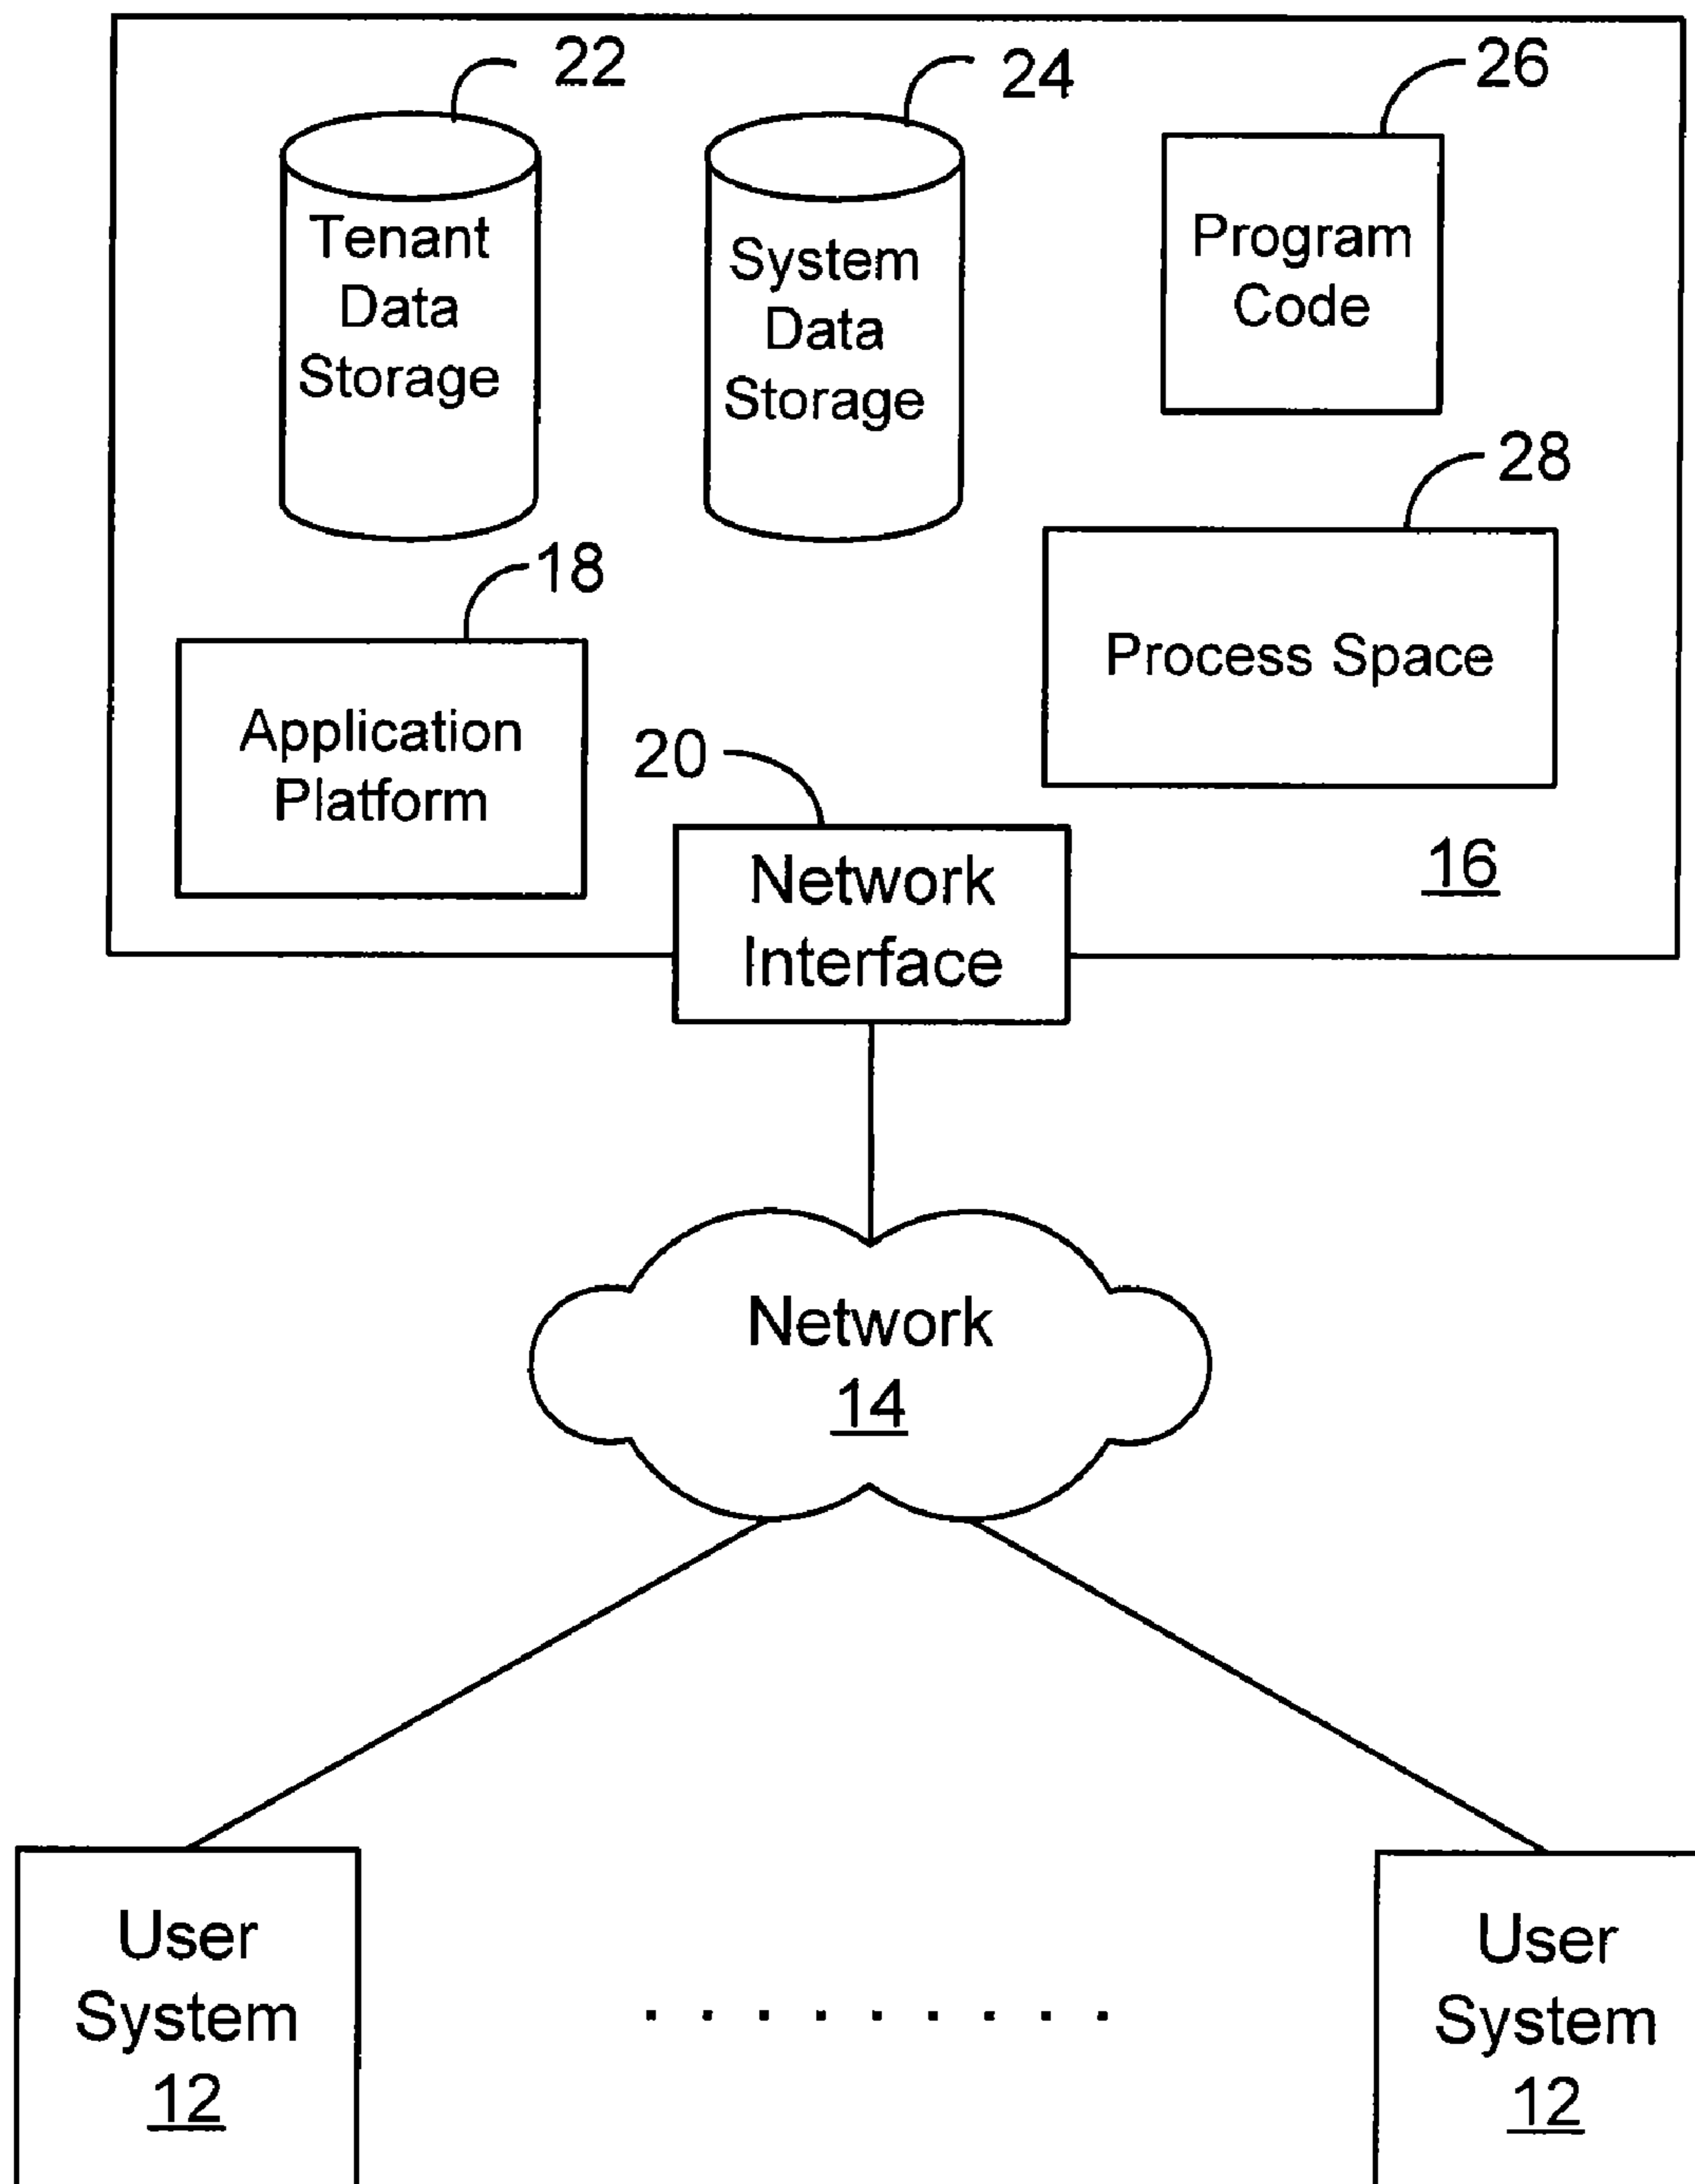 22
24
26
Tenant
Data
Storage
System
Data
Storage
Program
Code
28
18
Process Space
Application
Platform
20
16
Network
Interface
Network
14
User
System
12
User
System
12